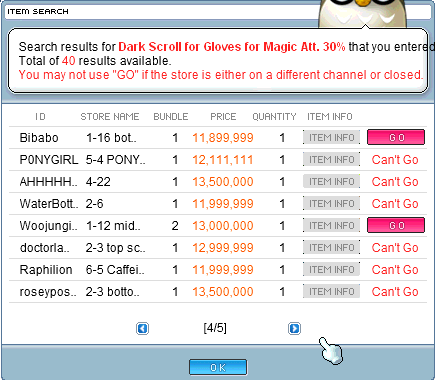 ITEM SEARCH
Search results for Dark Scroll for Gloves for Magic Att. 30% that you entered
Total of 40 results available.
You may not use "GO" if the store is either on a different channel or closed.
ID STORE NAME BUNDLE PRICE QUANTITY ITEM INFO
Bibabo 1-16 bot.. 1 11,899,999 1 ITEM INFO GO
P0NYGIRL 5-4 PONY.. 1 12,111,111 1 ITEM INFO Can't Go
AHHHHH.. 4-22 1 13,500,000 1 ITEM INFO Can't Go
WaterBott.. 2-6 1 11,999,999 1 ITEM INFO Can't Go
Woojungi.. 1-12 mid.. 2 13,000,000 1 ITEM INFO GO
doctorla.. 2-3 top sc.. 1 12,999,999 1 ITEM INFO Can't Go
Raphilion 6-5 Caffei.. 1 11,999,999 1 ITEM INFO Can't Go
roseypos.. 2-3 botto.. 1 13,500,000 1 ITEM INFO Can't Go
[4/5]
OK